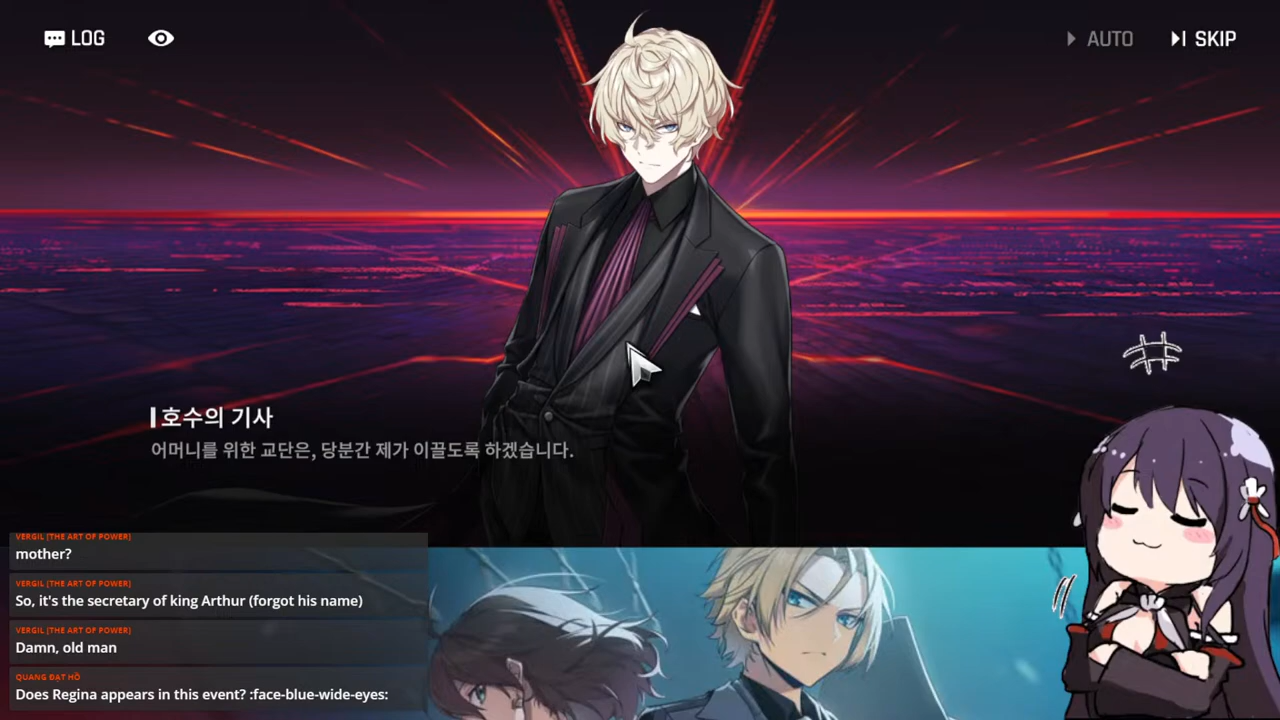 LOG
AUTO
SKIP
호수의 기사
어머니를 위한 교단은, 당분간 제가 이끌도록 하겠습니다.
VERGIL [THE ART OF POWER]
mother?
VERGIL [THE ART OF POWER]
So, it's the secretary of king Arthur (forgot his name)
VERGIL [THE ART OF POWER]
Damn, old man
QUANG ĐẠT HỒ
Does Regina appears in this event? :face-blue-wide-eyes: